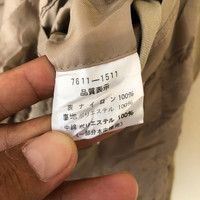 7611-1511
品質表示
表 ナイロン 100%
裏地 ポリエステル 100%
中綿 ポリエステル 100%